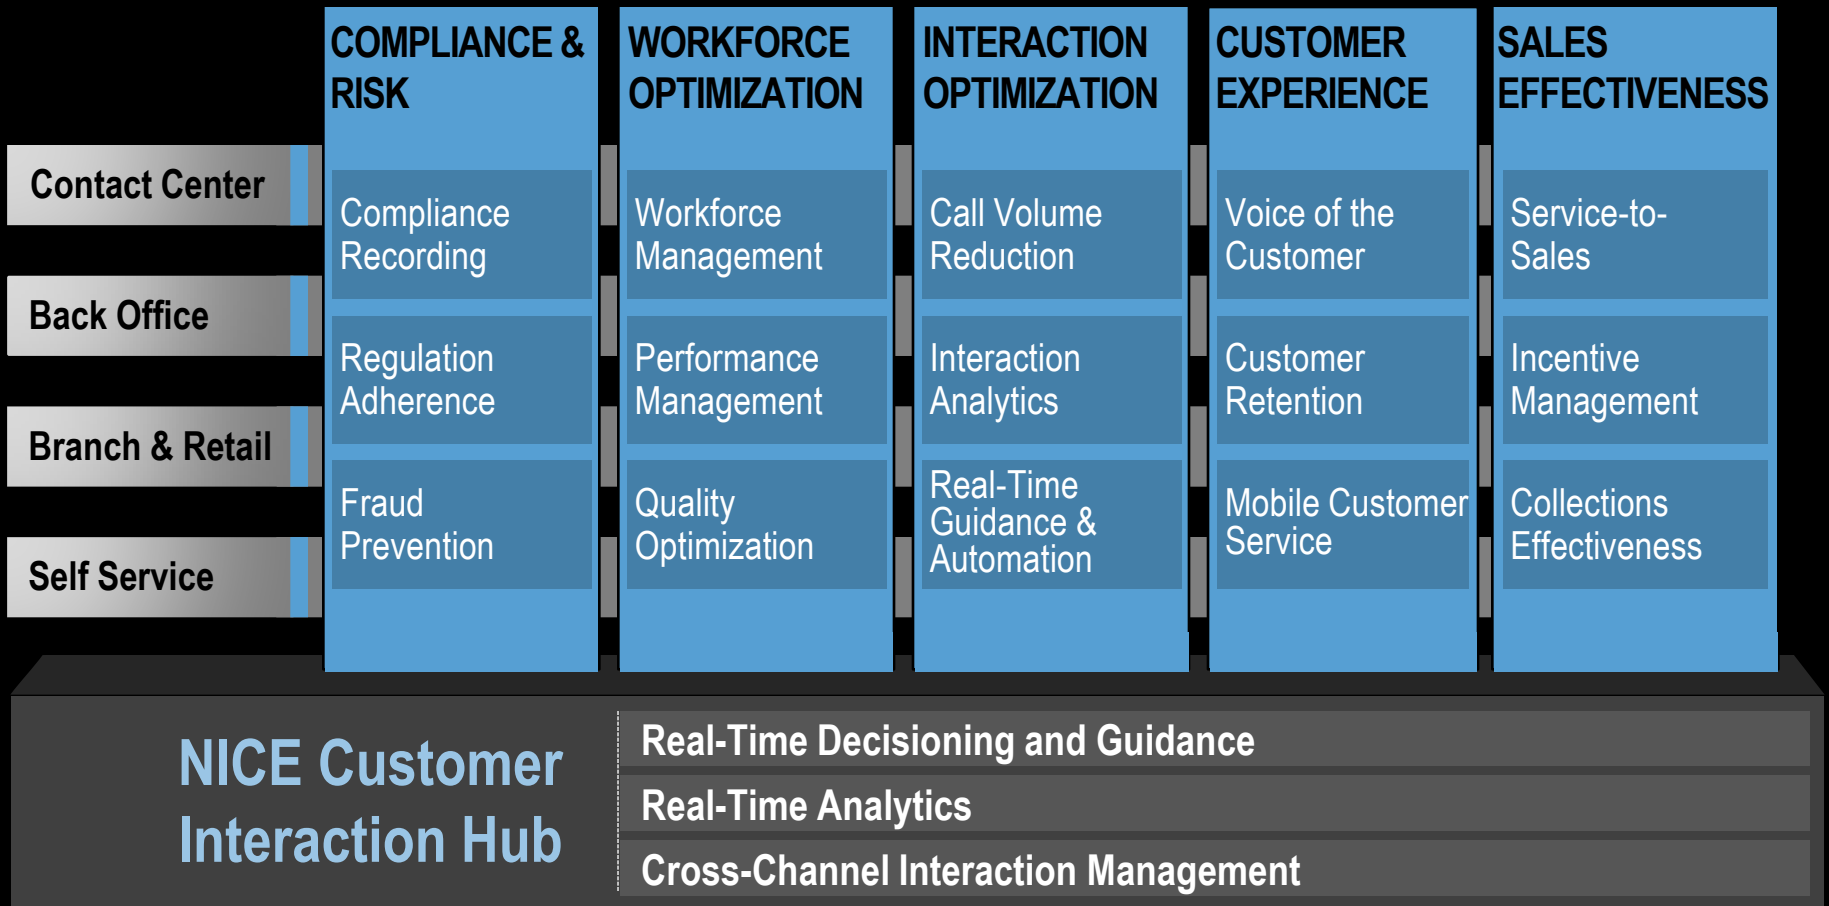 COMPLIANCE &
RISK
WORKFORCE
OPTIMIZATION
INTERACTION
OPTIMIZATION
CUSTOMER
EXPERIENCE
SALES
EFFECTIVENESS
Contact Center
Back Office
Branch & Retail
Self Service
Compliance
Recording
Workforce
Management
Call Volume
Reduction
Voice of the
Customer
Service-to-
Sales
Regulation
Adherence
Performance
Management
Interaction
Analytics
Customer
Retention
Incentive
Management
Fraud
Prevention
Quality
Optimization
Real-Time
Guidance &
Automation
Mobile Customer
Service
Collections
Effectiveness
NICE Customer
Interaction Hub
Real-Time Decisioning and Guidance
Real-Time Analytics
Cross-Channel Interaction Management